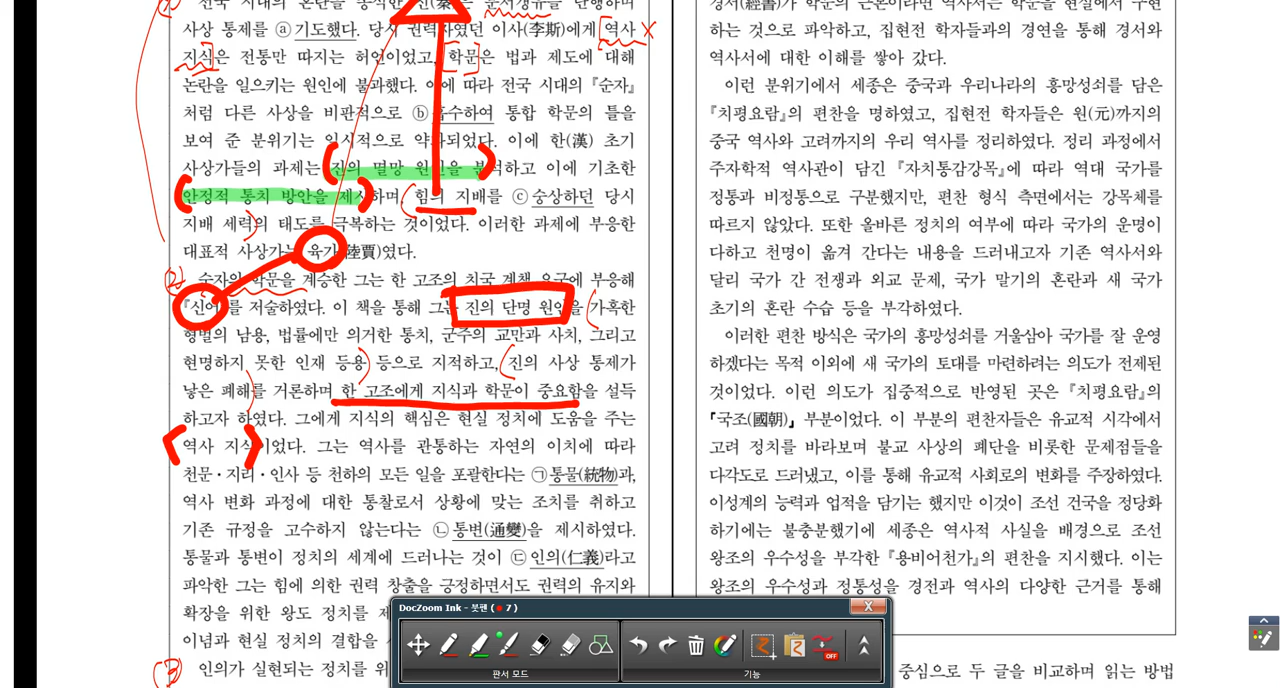 전국 시대의 혼란을 종식한 진(秦)은 분서갱유를 단행하며
사상 통제를 ⓐ 기도했다. 당시 권력자였던 이사(李斯)에게 역사
지식은 전통만 따지는 허언이었고, 학문은 법과 제도에 대해
논란을 일으키는 원인에 불과했다. 이에 따라 전국 시대의 『순자』
처럼 다른 사상을 비판적으로 ⓑ 흡수하여 통합 학문의 틀을
보여 준 분위기는 일시적으로 약화되었다. 이에 한(漢) 초기
사상가들의 과제는 진의 멸망 원인을 분석하고 이에 기초한
안정적 통치 방안을 제시하며, 힘의 지배를 ⓒ 숭상하던 당시
지배 세력의 태도를 극복하는 것이었다. 이러한 과제에 부응한
대표적 사상가는 육가(陸賈)였다.
순자의 학문을 계승한 그는 한 고조의 치국 계책 요구에 부응해
『신어』를 저술하였다. 이 책을 통해 그는 진의 단명 원인을 가혹한
형벌의 남용, 법률에만 의거한 통치, 군주의 교만과 사치, 그리고
현명하지 못한 인재 등용 등으로 지적하고, 진의 사상 통제가
낳은 폐해를 거론하며 한 고조에게 지식과 학문이 중요함을 설득
하고자 하였다. 그에게 지식의 핵심은 현실 정치에 도움을 주는
역사 지식이었다. 그는 역사를 관통하는 자연의 이치에 따라
천문·지리·인사 등 천하의 모든 일을 포괄한다는 ㉠ 통물(統物)과,
역사 변화 과정에 대한 통찰로서 상황에 맞는 조치를 취하고
기존 규정을 고수하지 않는다는 ㉡ 통변(通變)을 제시하였다.
통물과 통변이 정치의 세계에 드러나는 것이 ㉢ 인의(仁義)라고
파악한 그는 힘에 의한 권력 창출을 긍정하면서도 권력의 유지와
확장을 위한 왕도 정치를 제
이념과 현실 정치의 결합을
인의가 실현되는 정치를 위
경서(經書)가 학문의 근본이라면 역사서는 학문을 현실에서 구현
하는 것으로 파악하고, 집현전 학자들과의 경연을 통해 경서와
역사서에 대한 이해를 쌓아 갔다.
이런 분위기에서 세종은 중국과 우리나라의 흥망성쇠를 담은
『치평요람』의 편찬을 명하였고, 집현전 학자들은 원(元)까지의
중국 역사와 고려까지의 우리 역사를 정리하였다. 정리 과정에서
주자학적 역사관이 담긴 『자치통감강목』에 따라 역대 국가를
정통과 비정통으로 구분했지만, 편찬 형식 측면에서는 강목체를
따르지 않았다. 또한 올바른 정치의 여부에 따라 국가의 운명이
다하고 천명이 옮겨 간다는 내용을 드러내고자 기존 역사서와
달리 국가 간 전쟁과 외교 문제, 국가 말기의 혼란과 새 국가
초기의 혼란 수습 등을 부각하였다.
이러한 편찬 방식은 국가의 흥망성쇠를 거울삼아 국가를 잘 운영
하겠다는 목적 이외에 새 국가의 토대를 마련하려는 의도가 전제된
것이었다. 이런 의도가 집중적으로 반영된 곳은 『치평요람』의
「국조(國朝)」 부분이었다. 이 부분의 편찬자들은 유교적 시각에서
고려 정치를 바라보며 불교 사상의 폐단을 비롯한 문제점들을
다각도로 드러냈고, 이를 통해 유교적 사회로의 변화를 주장하였다.
이성계의 능력과 업적을 담기는 했지만 이것이 조선 건국을 정당화
하기에는 불충분했기에 세종은 역사적 사실을 배경으로 조선
왕조의 우수성을 부각한 『용비어천가』의 편찬을 지시했다. 이는
왕조의 우수성과 정통성을 경전과 역사의 다양한 근거를 통해
중심으로 두 글을 비교하며 읽는 방법
DocZoom Ink - 붓펜 ( 7 )
X
OFF
판서 모드
기능